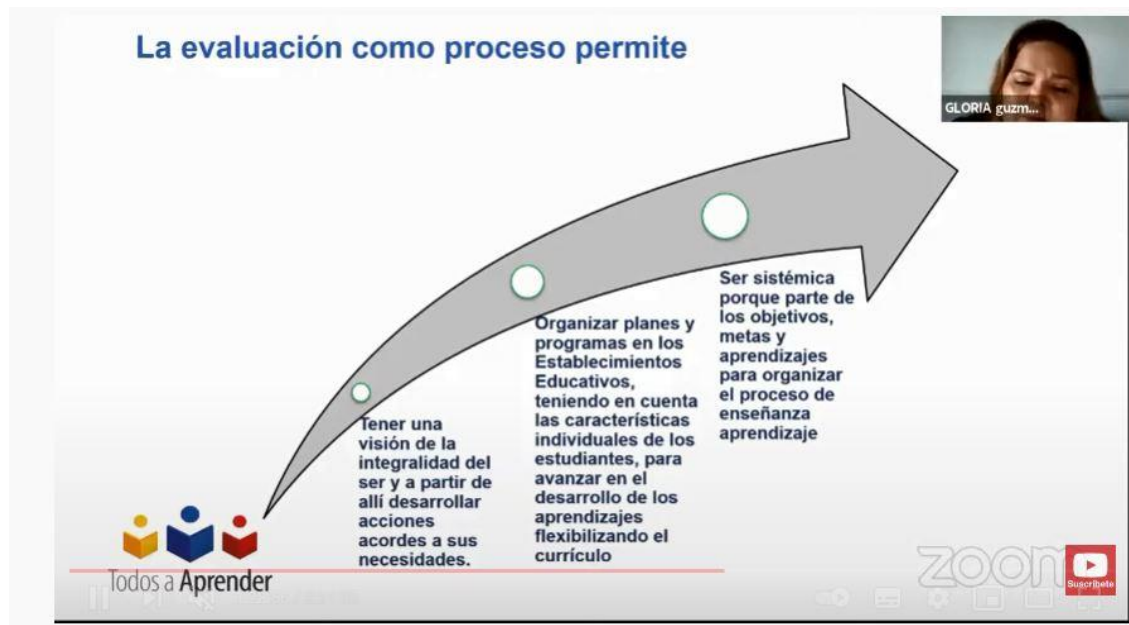 La evaluación como proceso permite
GLORIA guzm...
Ser sistémica
porque parte de
los objetivos,
metas y
aprendizajes
para organizar
el proceso de
enseñanza
aprendizaje
Organizar planes y
programas en los
Establecimientos
Educativos,
teniendo en cuenta
las características
individuales de los
estudiantes, para
avanzar en el
desarrollo de los
aprendizajes
flexibilizando el
currículo
Tener una
visión de la
integralidad del
ser y a partir de
allí desarrollar
acciones
acordes a sus
necesidades.
Todos a Aprender
zoom
Suscríbete